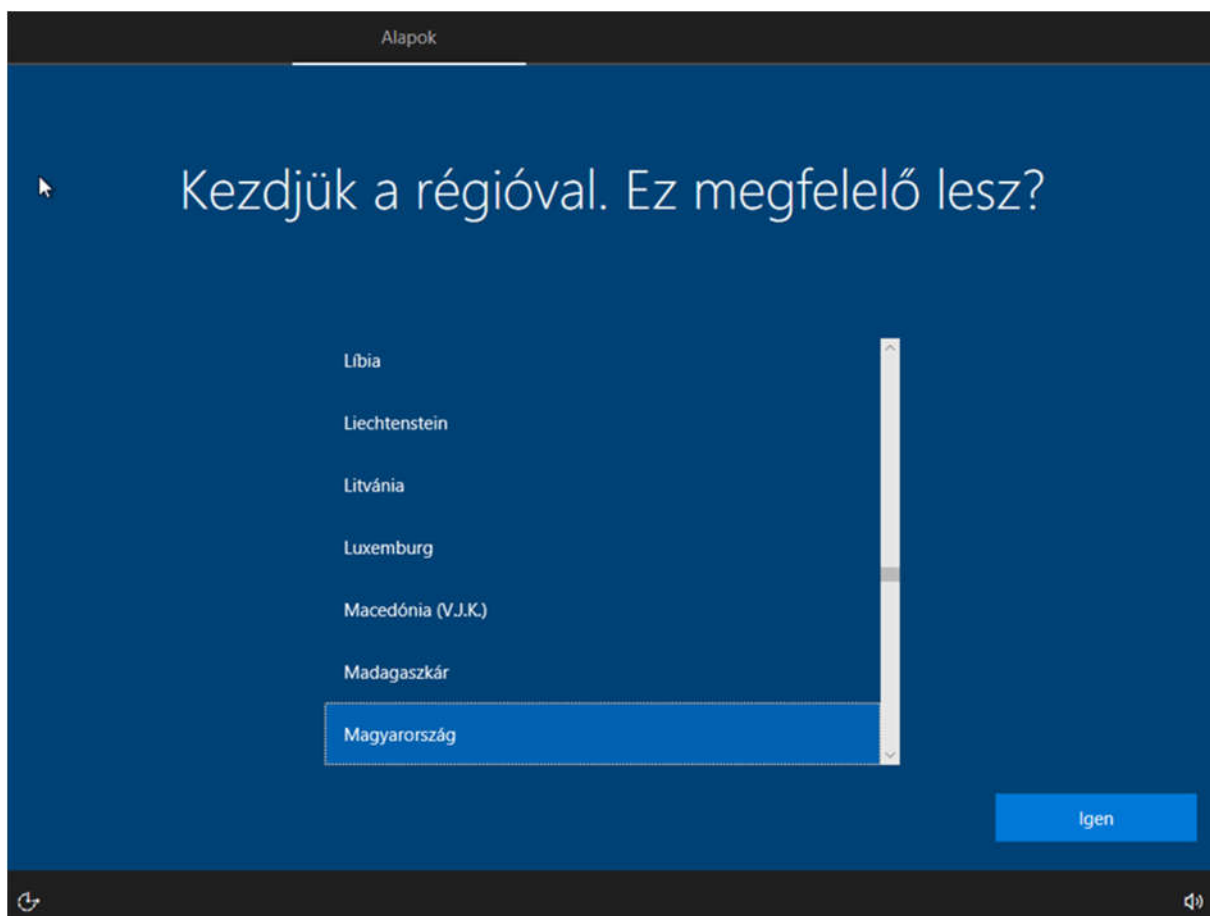 Alapok
Kezdjük a régióval. Ez megfelelő lesz?
Líbia
Liechtenstein
Litvánia
Luxemburg
Macedónia (V.J.K.)
Madagaszkár
Magyarország
Igen